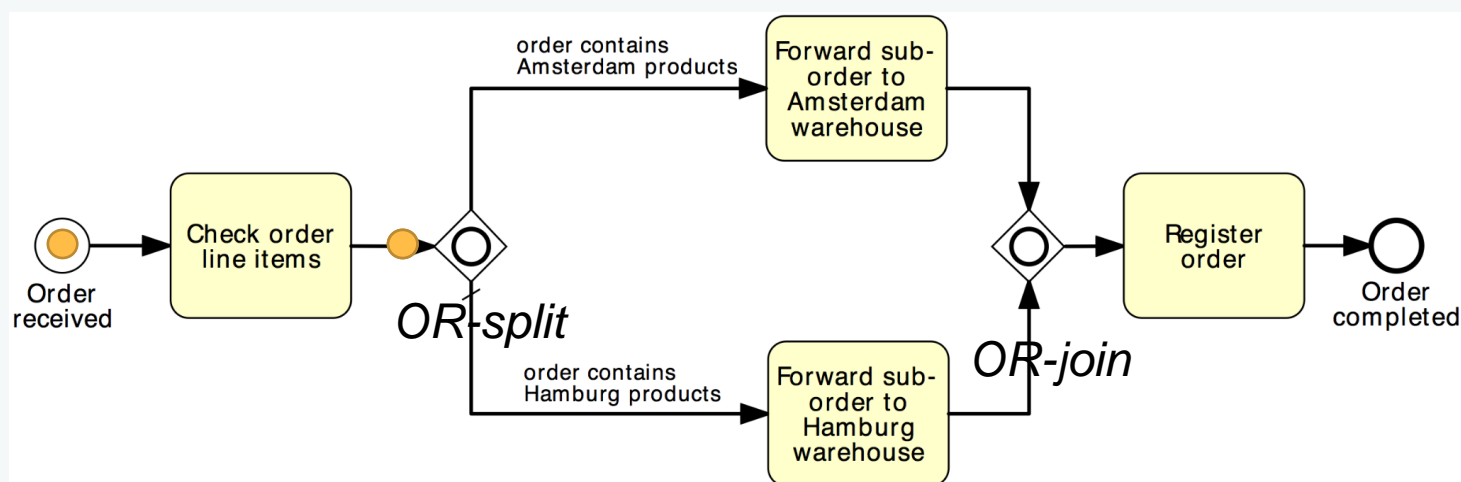 Order
received
Check order
line items
OR-split
order contains
Amsterdam products
Forward sub-
order to
Amsterdam
warehouse
order contains
Hamburg products
Forward sub-
order to
Hamburg
warehouse
OR-join
Register
order
Order
completed